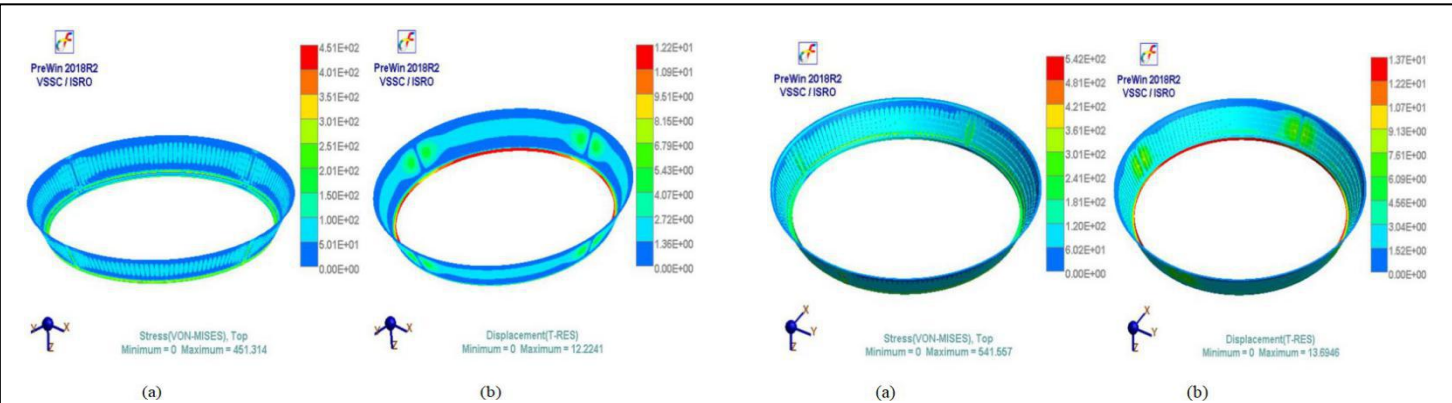 PreWin 2018R2
VSSC / ISRO
4.51E+02
4.01E+02
3.51E+02
3.01E+02
2.51E+02
2.01E+02
1.50E+02
1.00E+02
5.01E+01
0.00E+00
X
Y
Z
Stress(VON-MISES), Top
Minimum = 0 Maximum = 451.314
(a)
PreWin 2018R2
VSSC / ISRO
1.22E+01
1.09E+01
9.51E+00
8.15E+00
6.79E+00
5.43E+00
4.07E+00
2.72E+00
1.36E+00
0.00E+00
Y
X
Z
Displacement(T-RES)
Minimum = 0 Maximum = 12.2241
(b)
PreWin 2018R2
VSSC / ISRO
5.42E+02
4.81E+02
4.21E+02
3.61E+02
3.01E+02
2.41E+02
1.81E+02
1.20E+02
6.02E+01
0.00E+00
X
Y
Z
Stress(VON-MISES), Top
Minimum = 0 Maximum = 541.557
(a)
PreWin 2018R2
VSSC / ISRO
1.37E+01
1.22E+01
1.07E+01
9.13E+00
7.61E+00
6.09E+00
4.56E+00
3.04E+00
1.52E+00
0.00E+00
X
Y
Z
Displacement(T-RES)
Minimum = 0 Maximum = 13.6946
(b)